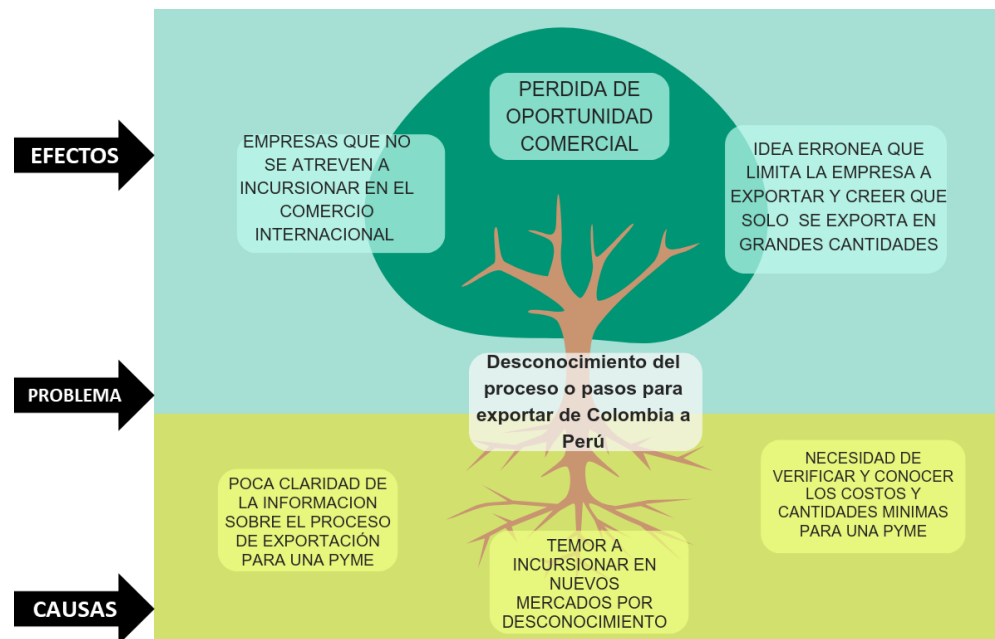 EFECTOS
PERDIDA DE
OPORTUNIDAD
COMERCIAL
EMPRESAS QUE NO
SE ATREVEN A
INCURSIONAR EN EL
COMERCIO
INTERNACIONAL
IDEA ERRONEA QUE
LIMITA LA EMPRESA A
EXPORTAR Y CREER QUE
SOLO SE EXPORTA EN
GRANDES CANTIDADES
PROBLEMA
Desconocimiento del
proceso o pasos para
exportar de Colombia a
Perú
POCA CLARIDAD DE
LA INFORMACION
SOBRE EL PROCESO
DE EXPORTACIÓN
PARA UNA PYME
NECESIDAD DE
VERIFICAR Y CONOCER
LOS COSTOS Y
CANTIDADES MINIMAS
PARA UNA PYME
CAUSAS
TEMOR A
INCURSIONAR EN
NUEVOS
MERCADOS POR
DESCONOCIMIENTO